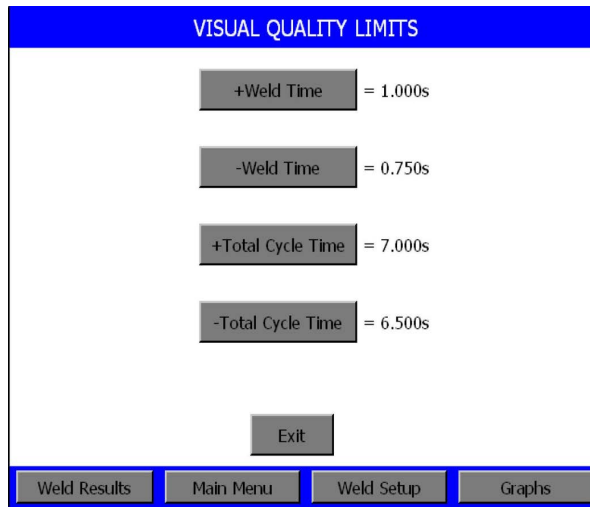 VISUAL QUALITY LIMITS
+Weld Time = 1.000s
-Weld Time = 0.750s
+Total Cycle Time = 7.000s
-Total Cycle Time = 6.500s
Exit
Weld Results Main Menu Weld Setup Graphs